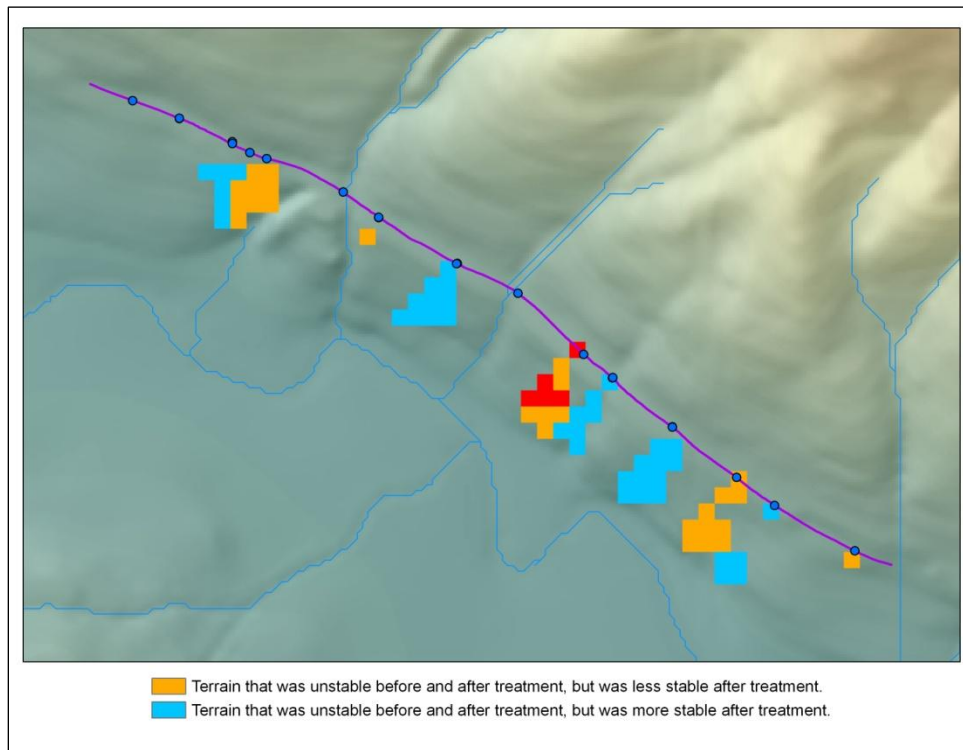 Terrain that was unstable before and after treatment, but was less stable after treatment.
Terrain that was unstable before and after treatment, but was more stable after treatment.